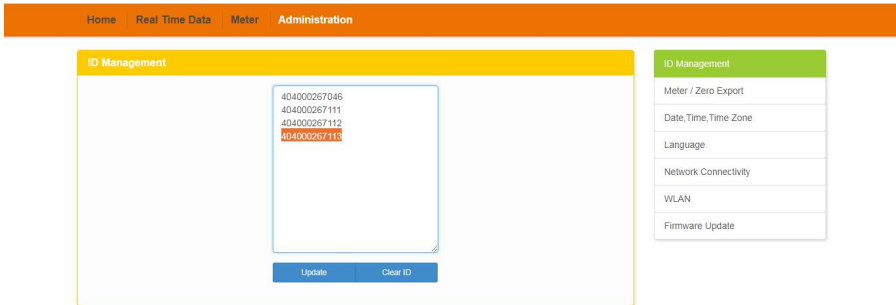 Home Real Time Data Meter Administration
ID Management
404000267046
404000267111
404000267112
404000267113
Update Clear ID
ID Management
Meter / Zero Export
Date,Time,Time Zone
Language
Network Connectivity
WLAN
Firmware Update